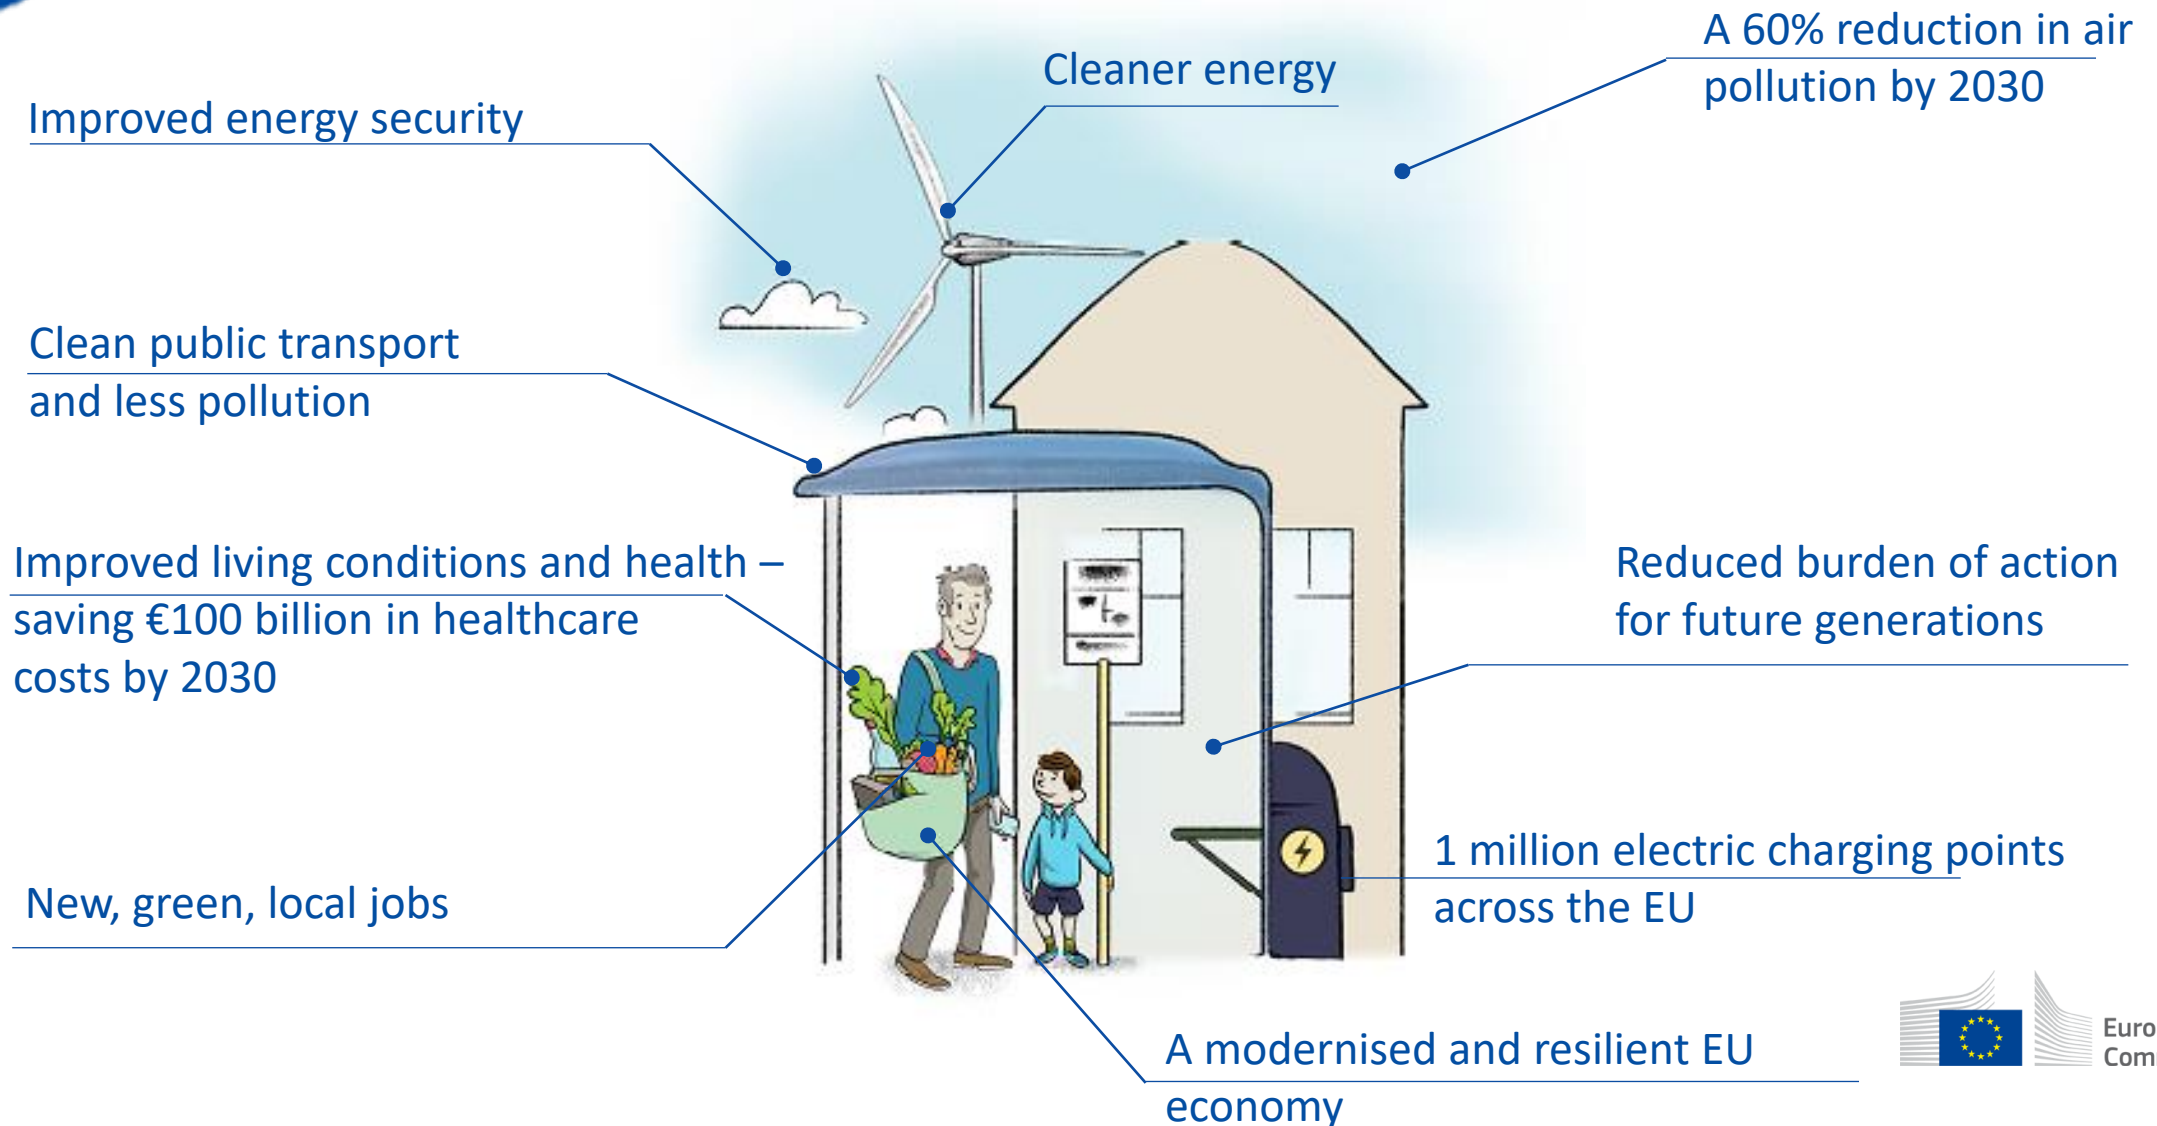 Improved energy security
Cleaner energy
A 60% reduction in air
pollution by 2030
Clean public transport
and less pollution
Improved living conditions and health –
saving €100 billion in healthcare
costs by 2030
Reduced burden of action
for future generations
New, green, local jobs
1 million electric charging points
across the EU
A modernised and resilient EU
economy
Euro
Com